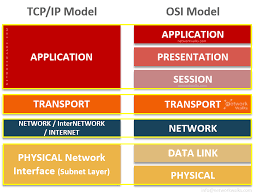 TCP/IP Model
OSI Model
APPLICATION
APPLICATION
PRESENTATION
SESSION
TRANSPORT
TRANSPORT
NETWORK / InterNETWORK
/ INTERNET
NETWORK
PHYSICAL Network
Interface (Subnet Layer)
DATA LINK
PHYSICAL